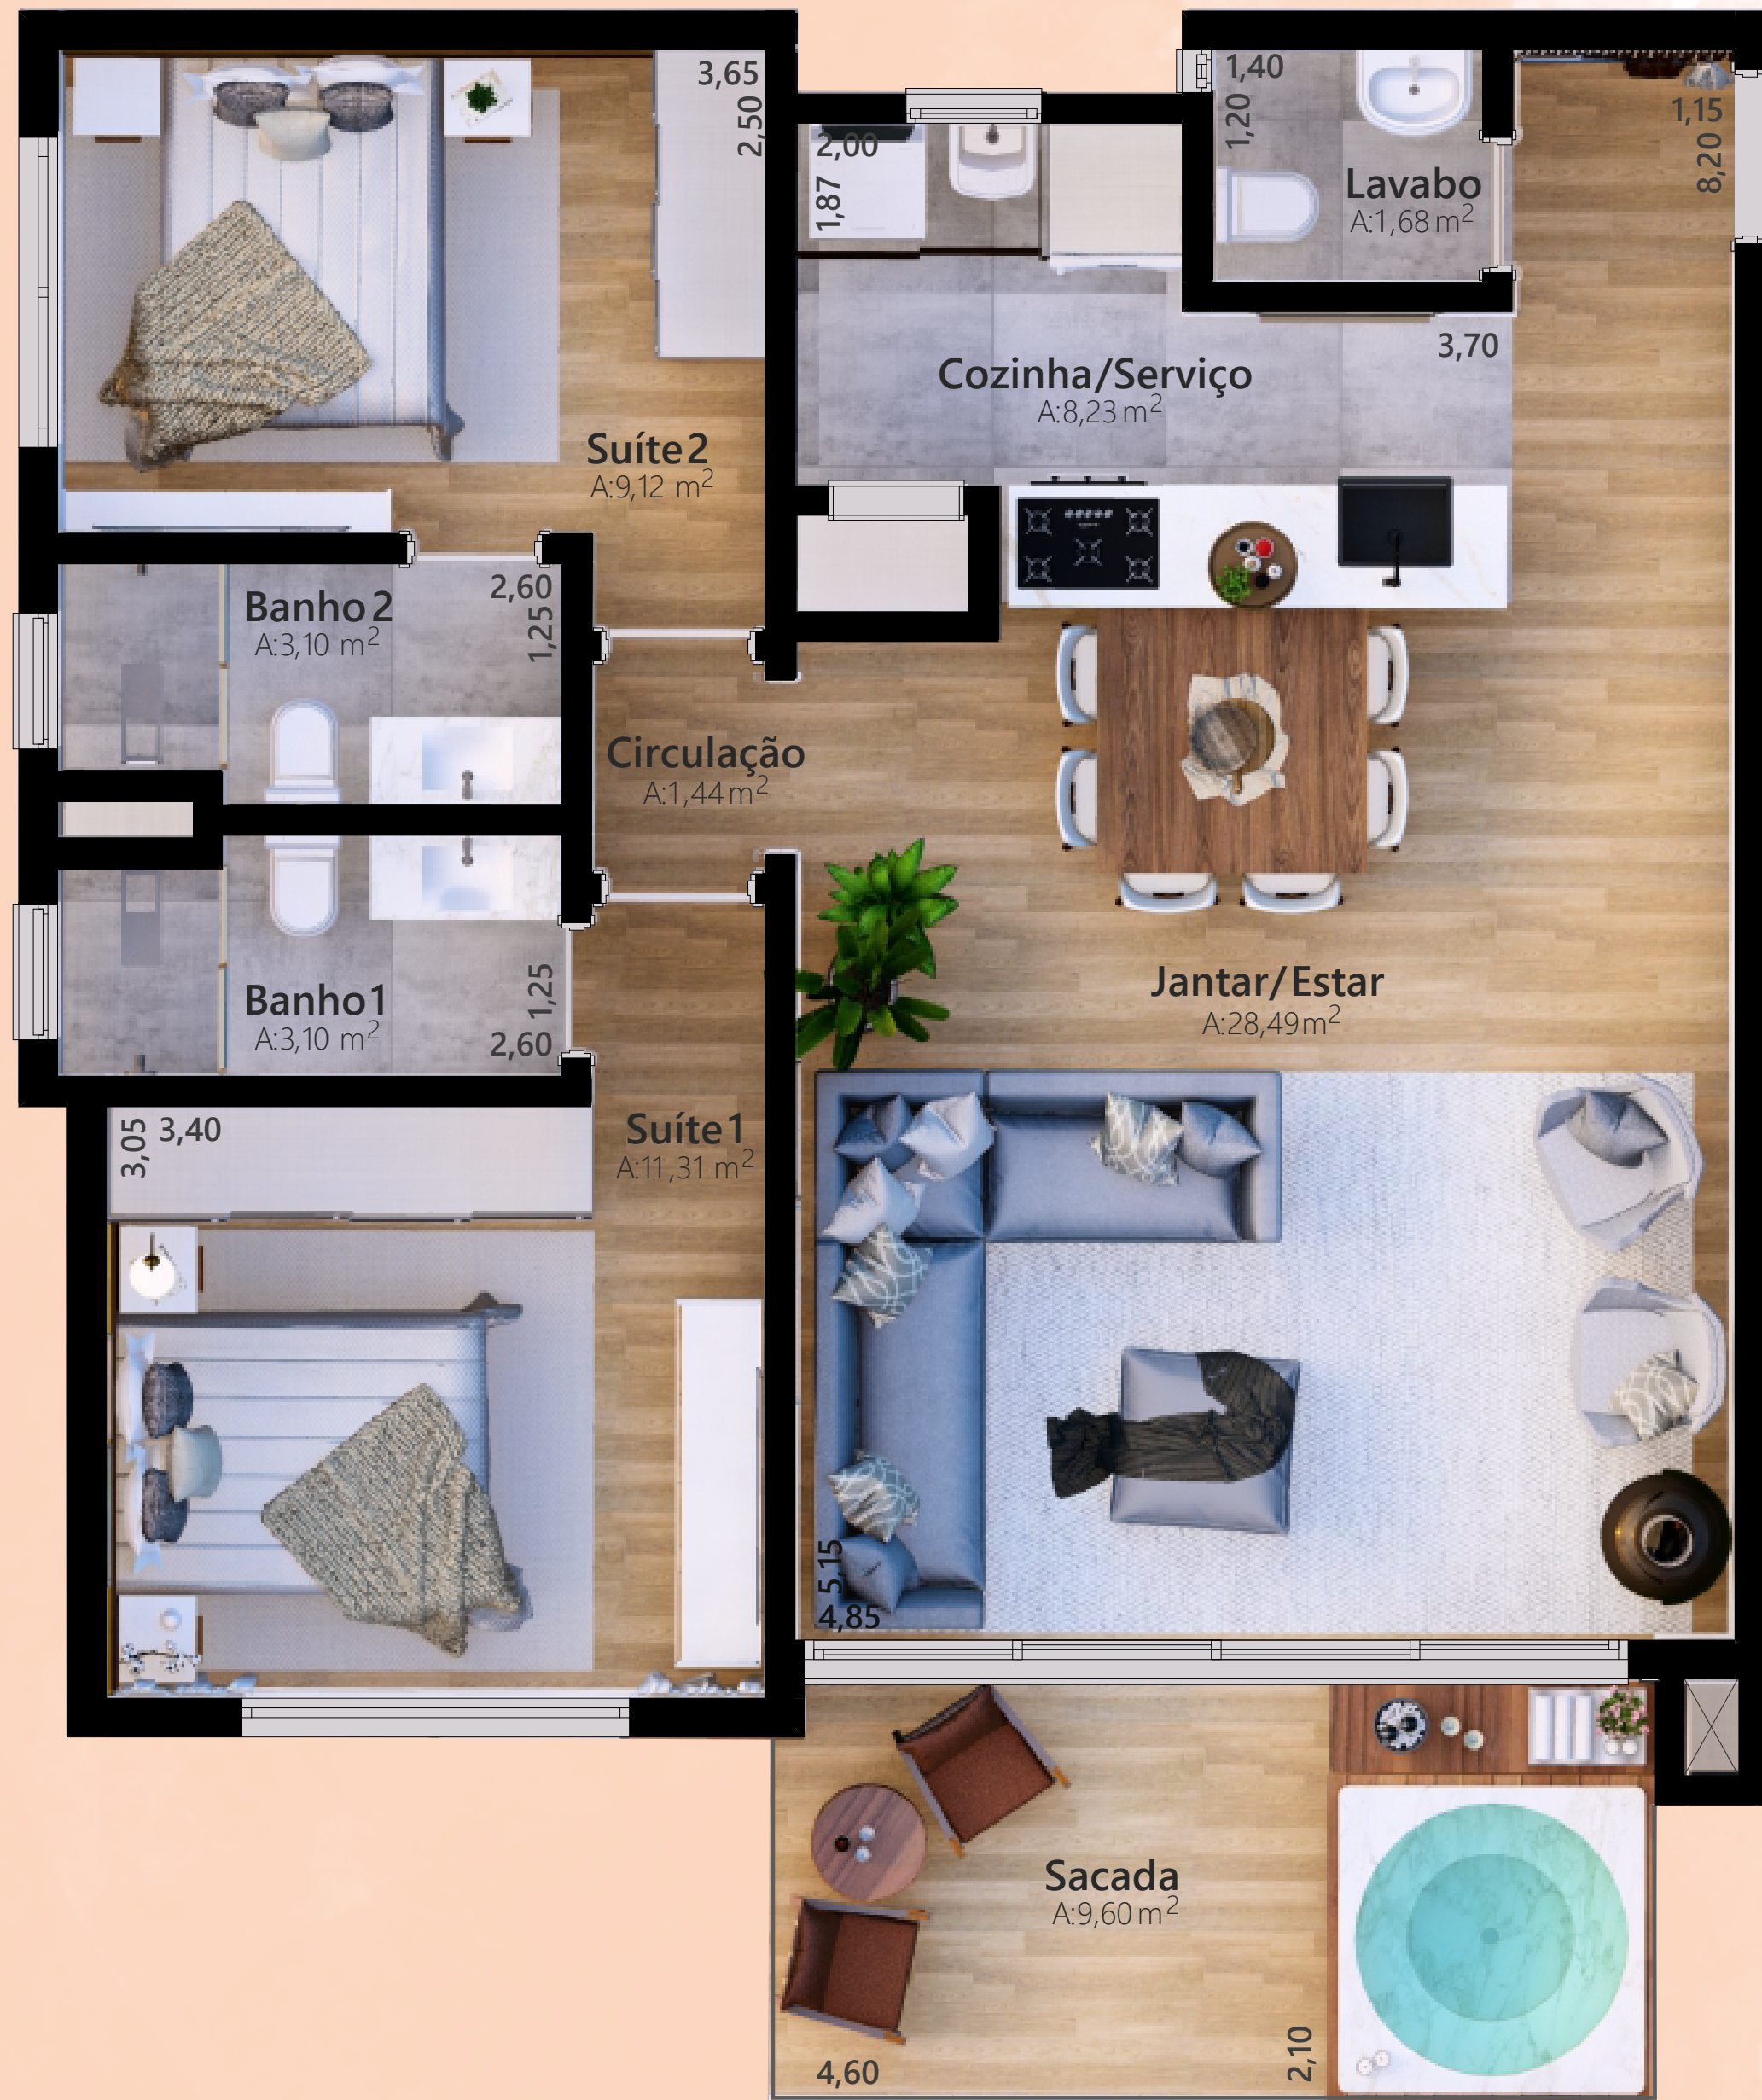 3,65
2,50
Suíte 2
A:9,12 m²
2,00
1,87
1,40
1,20
Lavabo
A:1,68 m²
1,15
8,20
3,70
Cozinha/Serviço
A:8,23 m²
Banho 2
A:3,10 m²
2,60
1,25
Circulação
A:1,44 m²
Banho 1
A:3,10 m²
1,25
2,60
Jantar/Estar
A:28,49 m²
3,05
3,40
Suíte 1
A:11,31 m²
5,15
4,85
Sacada
A:9,60 m²
4,60
2,10